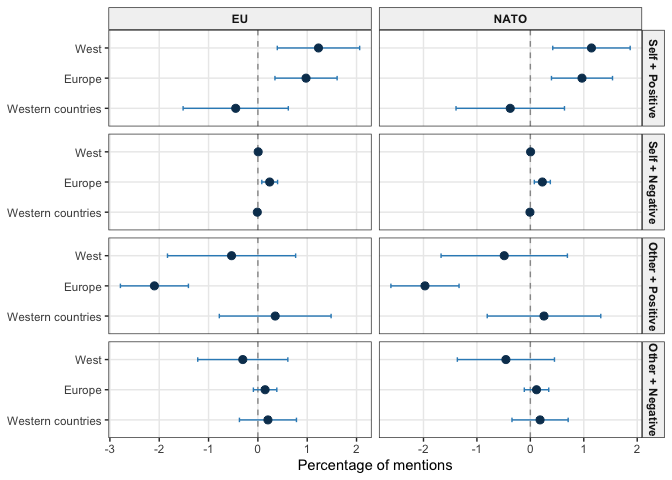 EU
NATO
West
Europe
Western countries
Self + Positive
West
Europe
Western countries
Self + Negative
West
Europe
Western countries
Other + Positive
West
Europe
Western countries
Other + Negative
-3 -2 -1 0 1 2
-2 -1 0 1 2
Percentage of mentions